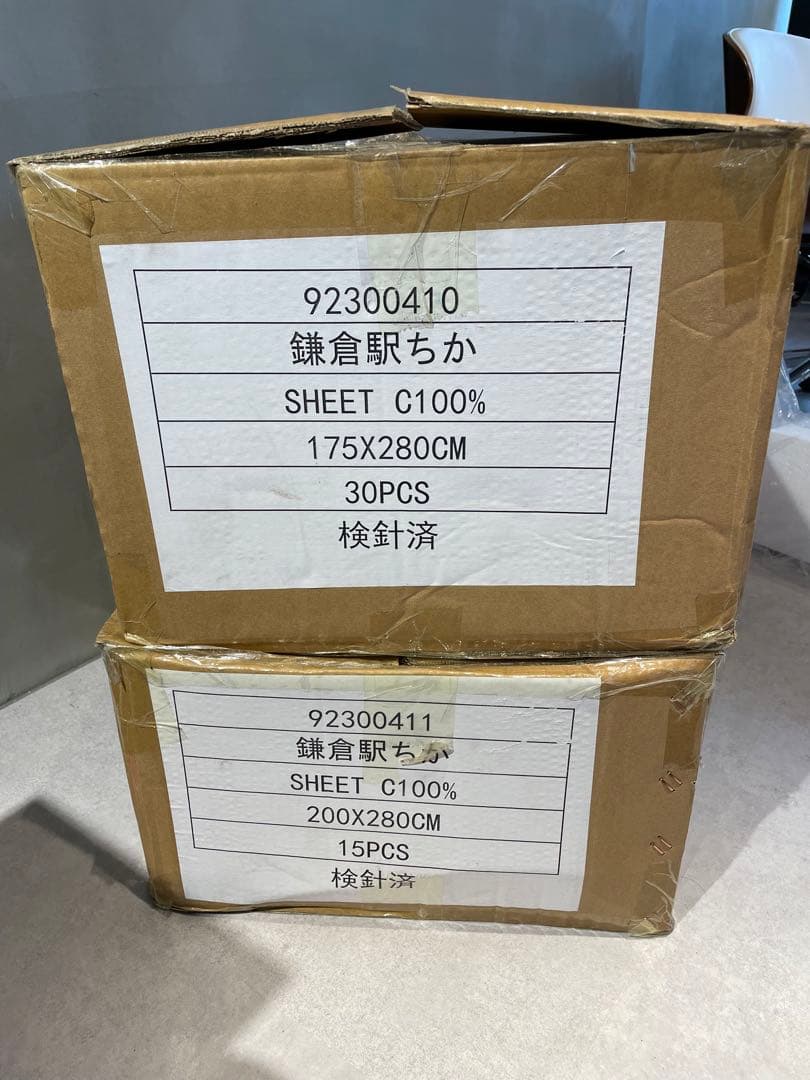 92300410
鎌倉駅ちか
SHEET C100%
175X280CM
30PCS
検針済
92300411
鎌倉駅ちか
SHEET C100%
200X280CM
15PCS
検針済